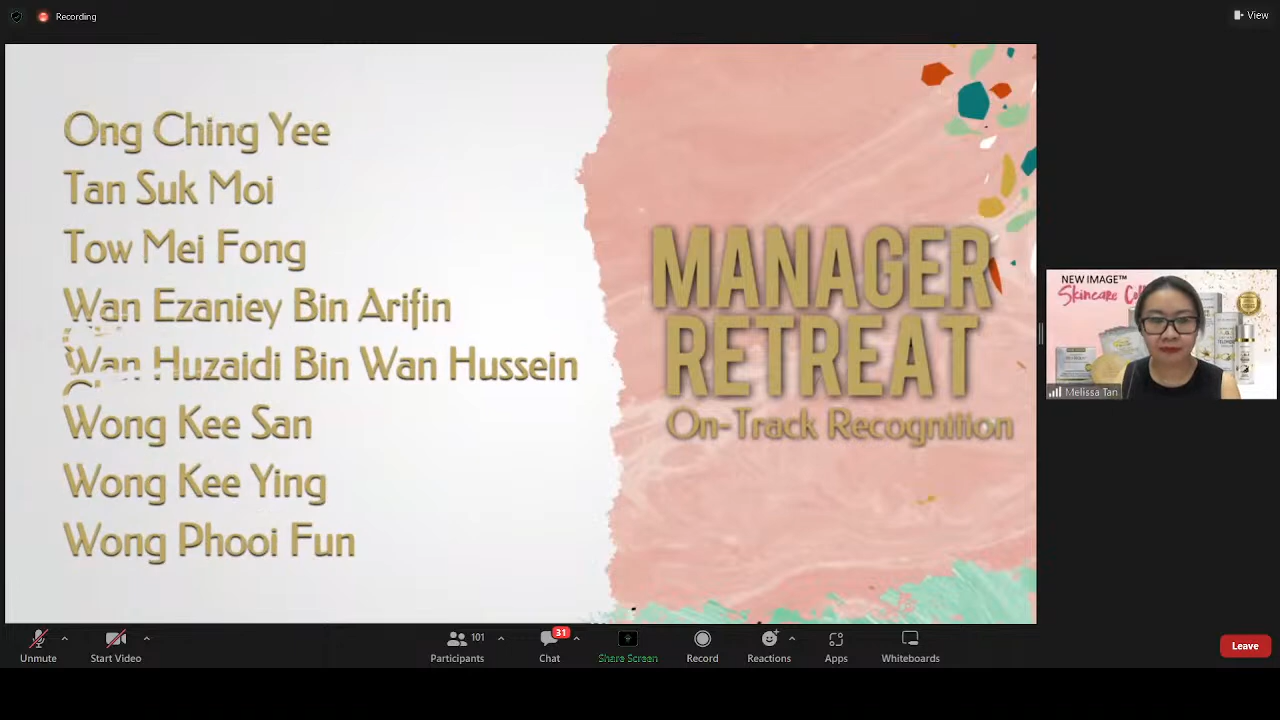 Recording
View
Ong Ching Yee
Tan Suk Moi
Tow Mei Fong
Wan Ezaniey Bin Arifin
Wan Huzaidi Bin Wan Hussein
Wong Kee San
Wong Kee Ying
Wong Phooi Fun
MANAGER
RETREAT
On-Track Recognition
NEW IMAGE™
Skincare
Melissa Tan
Unmute
Start Video
101
Participants
31
Chat
Share Screen
Record
Reactions
Apps
Whiteboards
Leave